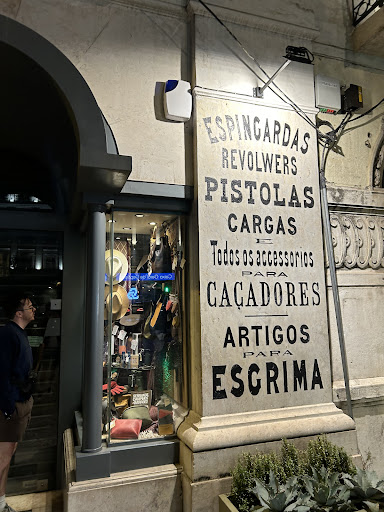 ESPINGARDAS
REVOLWERS
PISTOLAS
CARGAS
E
Todos os accessorios
PARA
CAÇADORES
ARTIGOS
PARA
ESGRIMA